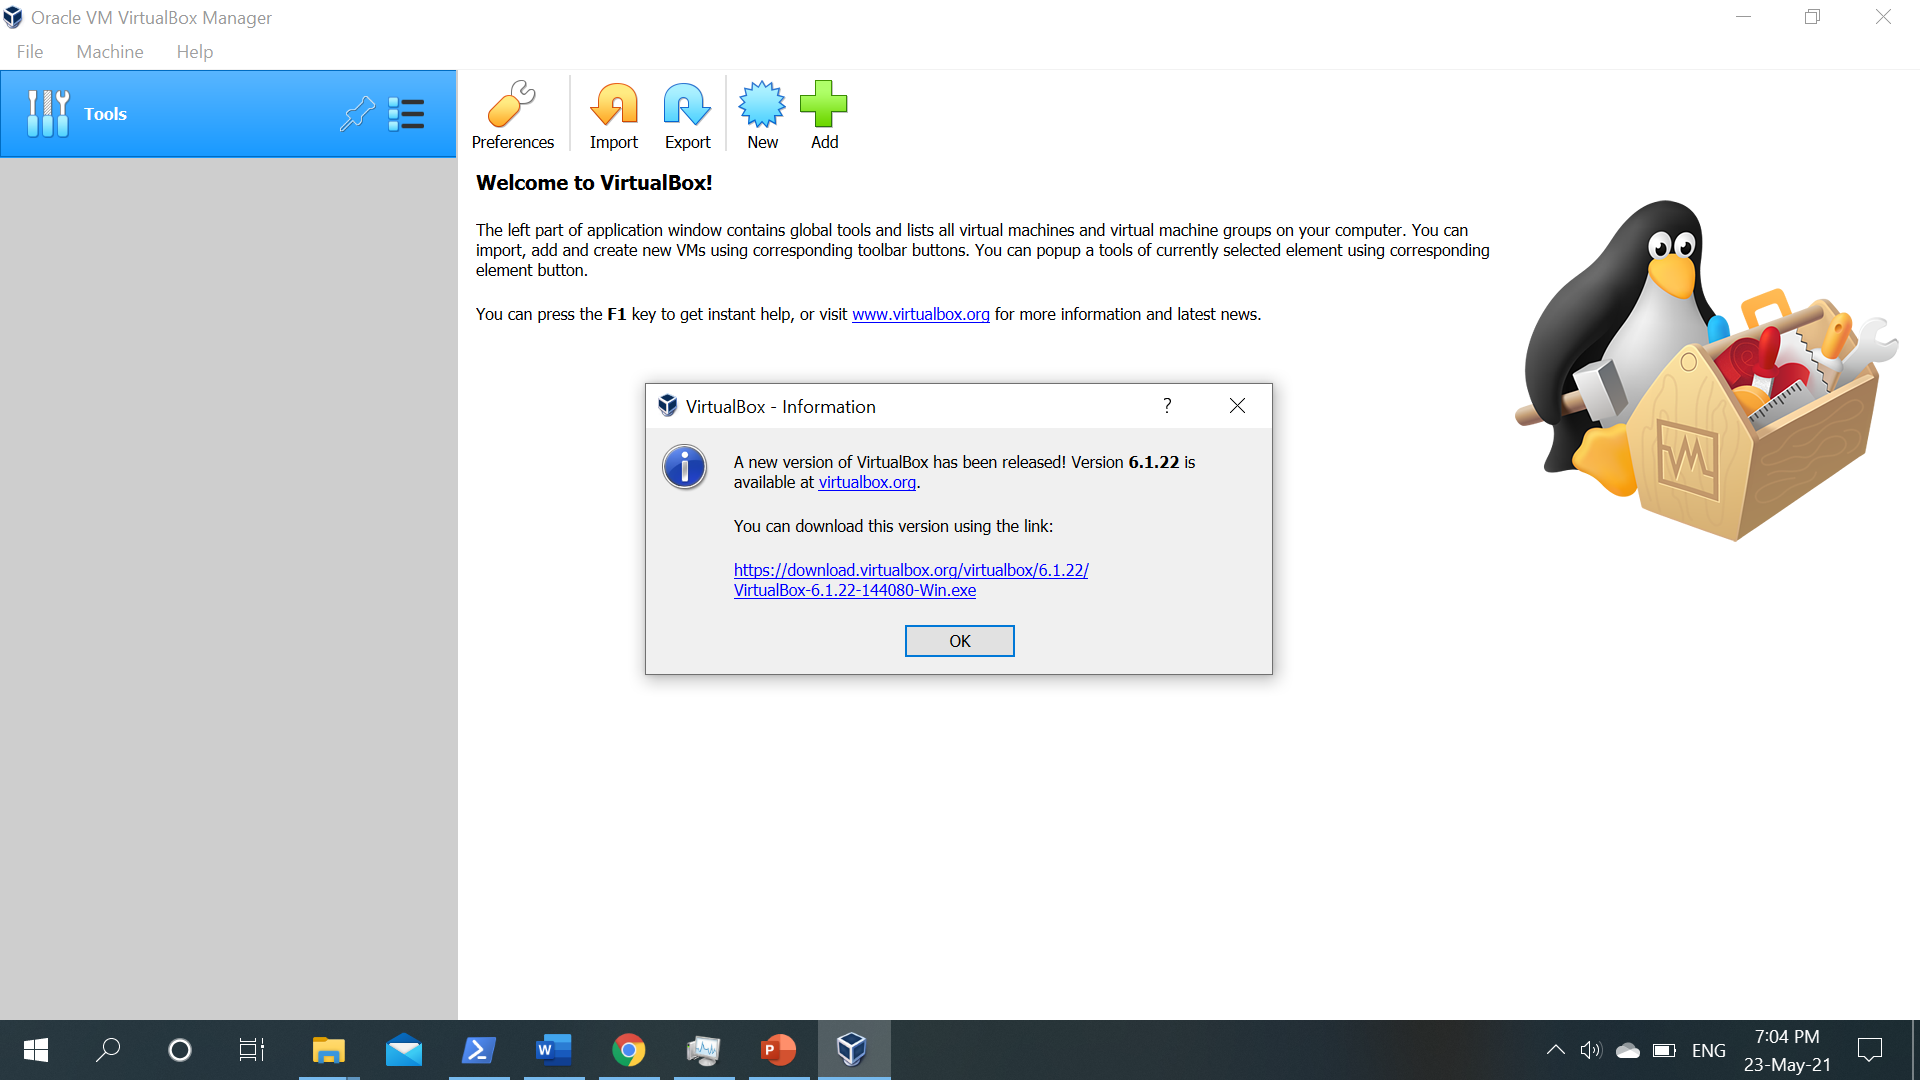 Oracle VM VirtualBox Manager
File Machine Help
Tools
Preferences Import Export New Add
Welcome to VirtualBox!
The left part of application window contains global tools and lists all virtual machines and virtual machine groups on your computer. You can
import, add and create new VMs using corresponding toolbar buttons. You can popup a tools of currently selected element using corresponding
element button.
You can press the F1 key to get instant help, or visit www.virtualbox.org for more information and latest news.
VirtualBox - Information ?
A new version of VirtualBox has been released! Version 6.1.22 is
available at virtualbox.org.
You can download this version using the link:
https://download.virtualbox.org/virtualbox/6.1.22/
VirtualBox-6.1.22-144080-Win.exe
OK
ENG
7:04 PM
23-May-21